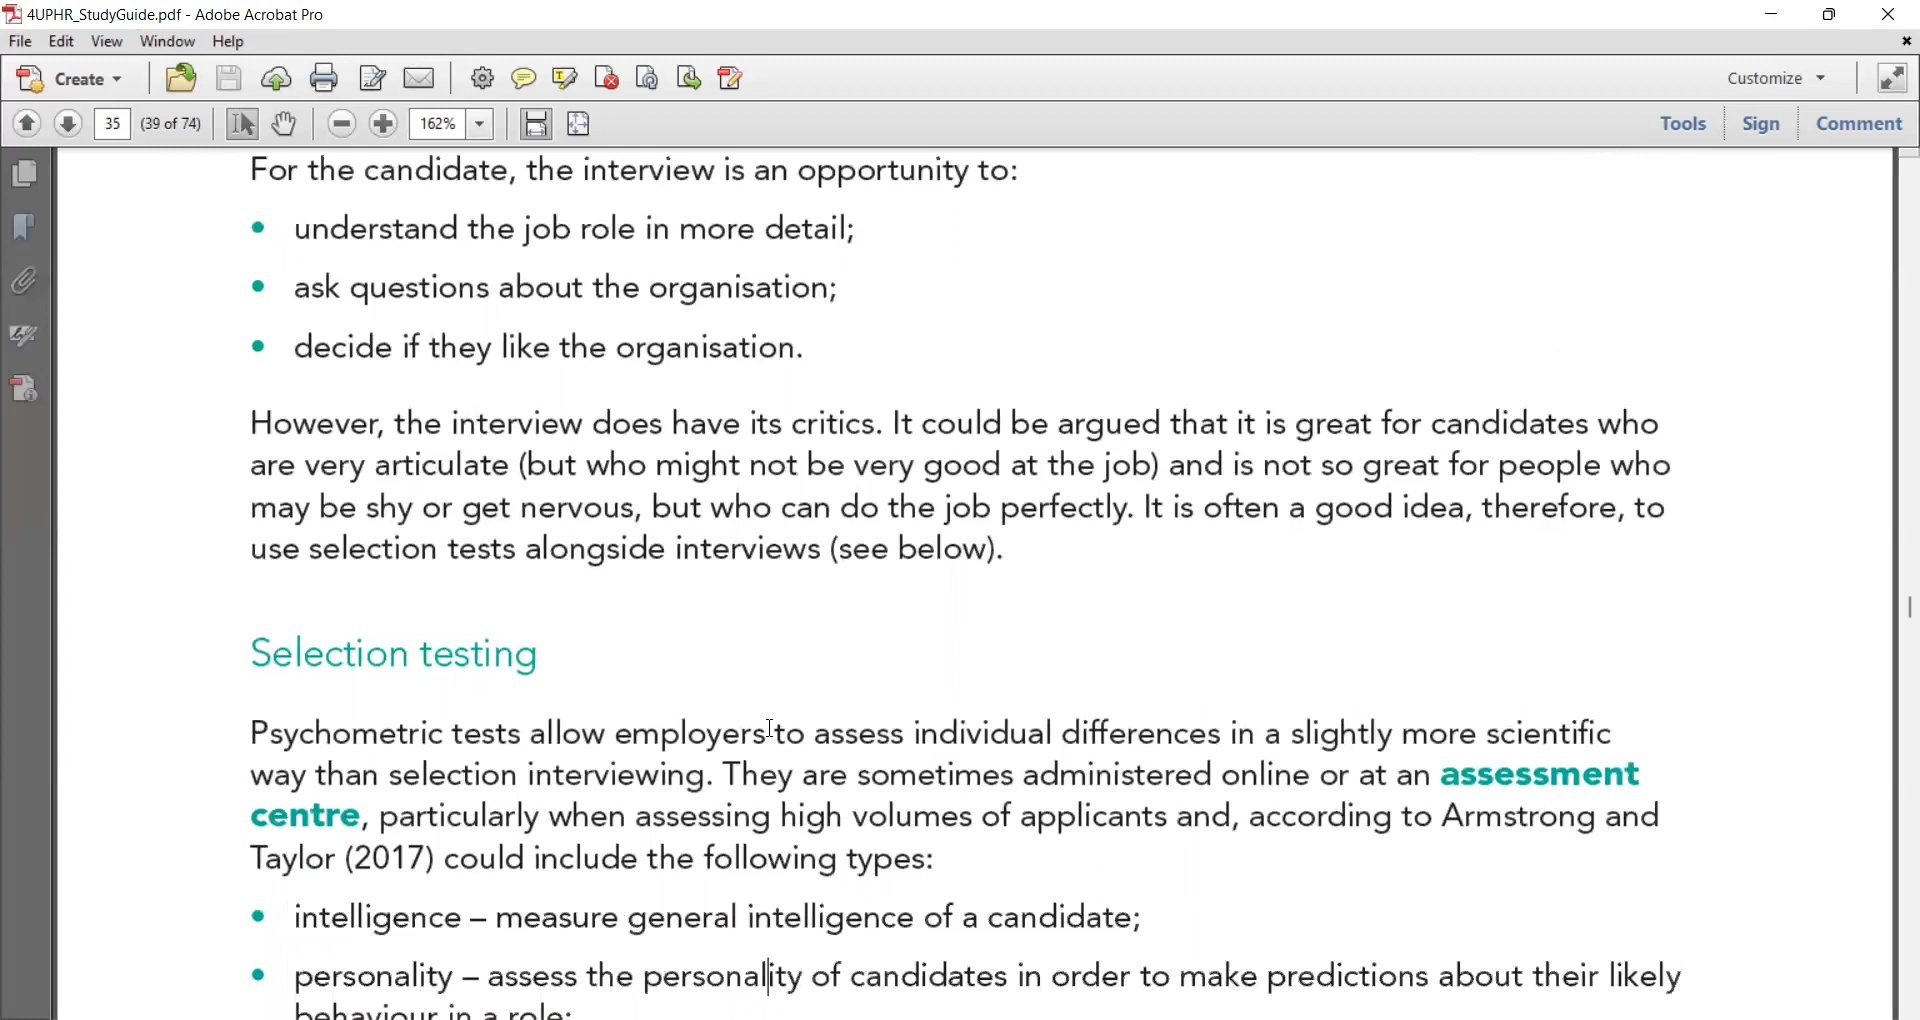 4UPHR_StudyGuide.pdf - Adobe Acrobat Pro
File Edit View Window Help
Create Customize
35 (39 of 74) 162% Tools Sign Comment
For the candidate, the interview is an opportunity to:
• understand the job role in more detail;
• ask questions about the organisation;
• decide if they like the organisation.
However, the interview does have its critics. It could be argued that it is great for candidates who
are very articulate (but who might not be very good at the job) and is not so great for people who
may be shy or get nervous, but who can do the job perfectly. It is often a good idea, therefore, to
use selection tests alongside interviews (see below).
Selection testing
Psychometric tests allow employers to assess individual differences in a slightly more scientific
way than selection interviewing. They are sometimes administered online or at an assessment
centre, particularly when assessing high volumes of applicants and, according to Armstrong and
Taylor (2017) could include the following types:
• intelligence – measure general intelligence of a candidate;
• personality – assess the personality of candidates in order to make predictions about their likely
behaviour in a role;